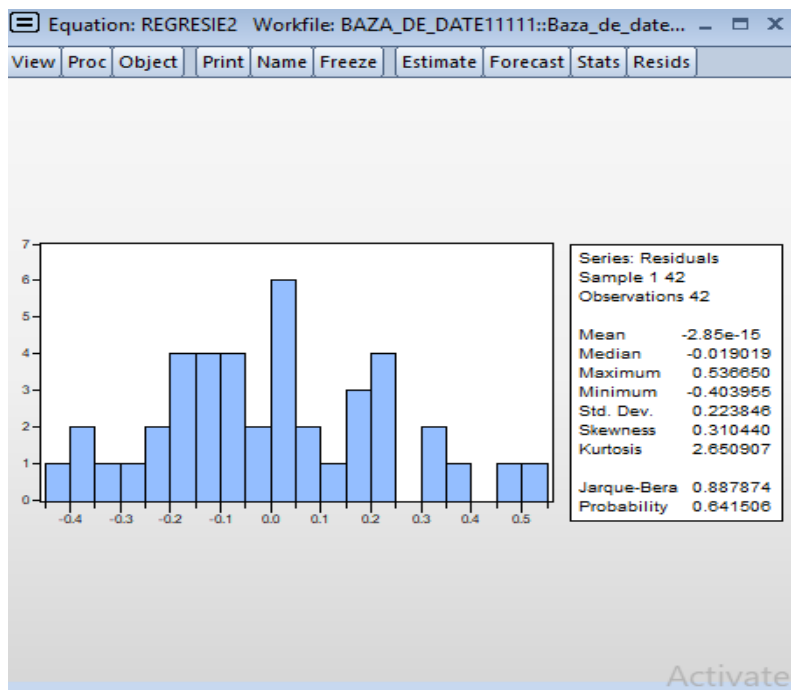 Equation: REGRESIE2 Workfile: BAZA_DE_DATE11111::Baza_de_date...
View Proc Object Print Name Freeze Estimate Forecast Stats Resids
7
6
5
4
3
2
1
0
-0.4 -0.3 -0.2 -0.1 0.0 0.1 0.2 0.3 0.4 0.5
Series: Residuals
Sample 1 42
Observations 42
Mean -2.85e-15
Median -0.019019
Maximum 0.536650
Minimum -0.403955
Std. Dev. 0.223846
Skewness 0.310440
Kurtosis 2.650907
Jarque-Bera 0.887874
Probability 0.641506
Activate